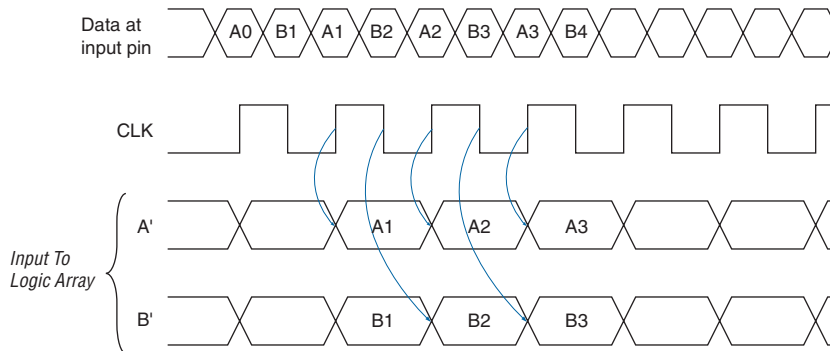 Data at
input pin
A0 B1 A1 B2 A2 B3 A3 B4
CLK
A'
A1 A2 A3
Input To
Logic Array
B'
B1 B2 B3